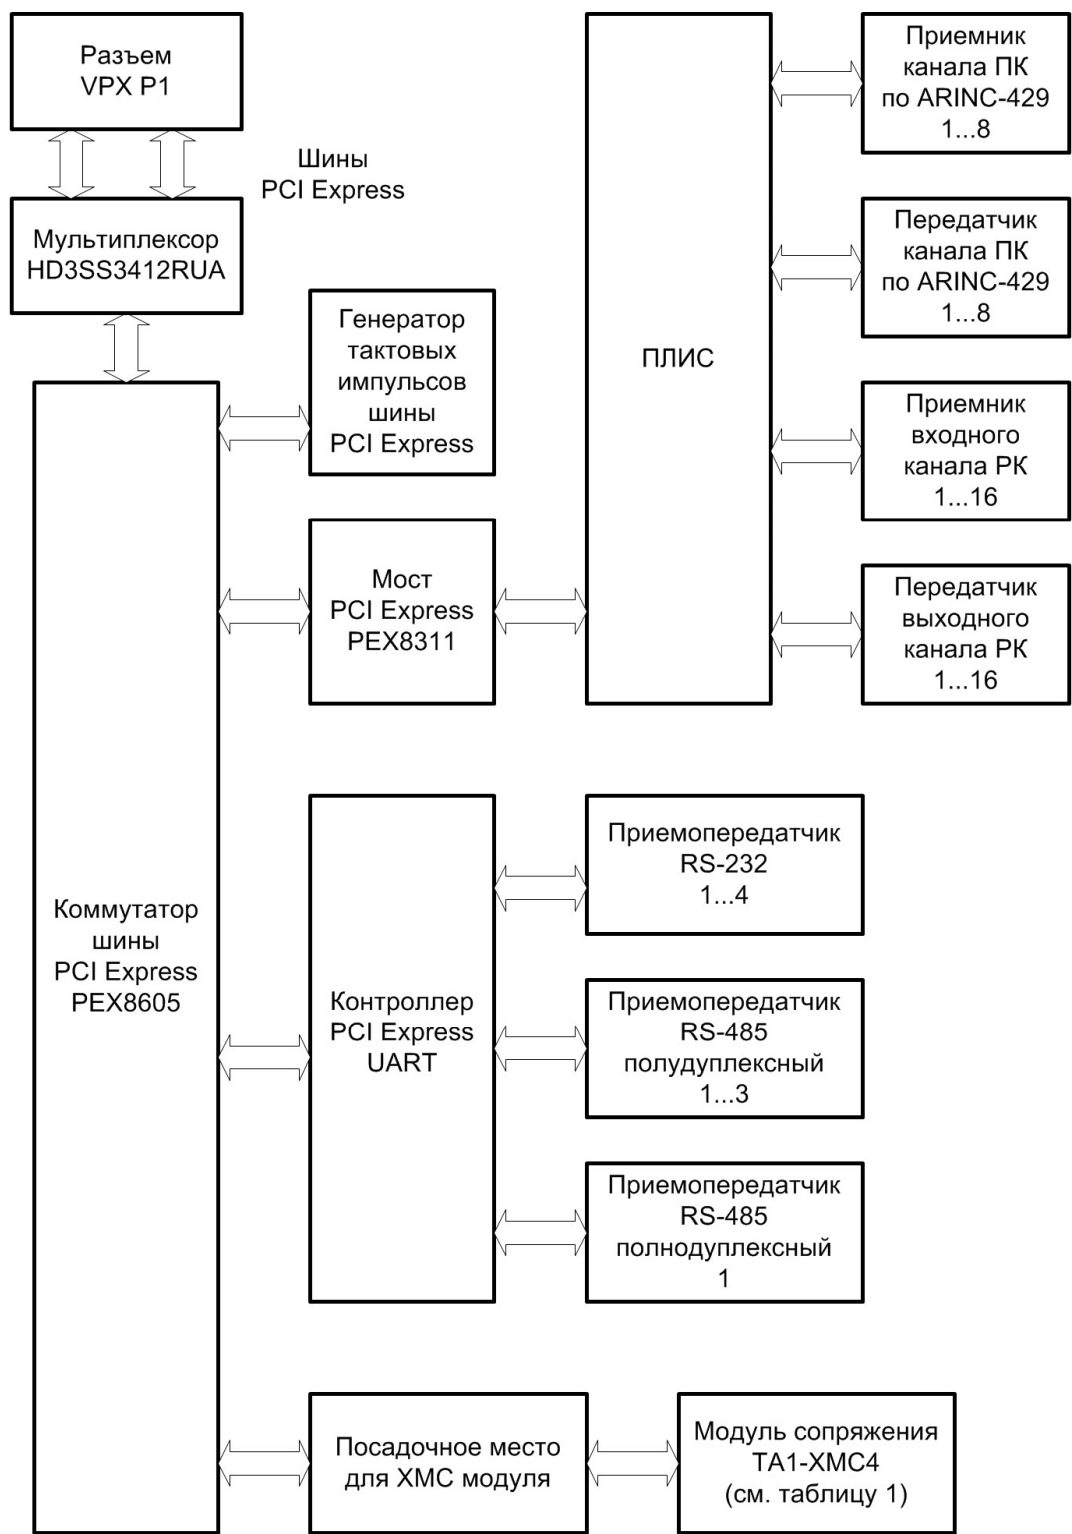 Разъем
VPX P1
Шины
PCI Express
Мультиплексор
HD3SS3412RUA
Генератор
тактовых
импульсов
шины
PCI Express
Мост
PCI Express
PEX8311
ПЛИС
Приемник
канала ПК
по ARINC-429
1...8
Передатчик
канала ПК
по ARINC-429
1...8
Приемник
входного
канала РК
1...16
Передатчик
выходного
канала РК
1...16
Коммутатор
шины
PCI Express
PEX8605
Контроллер
PCI Express
UART
Приемопередатчик
RS-232
1...4
Приемопередатчик
RS-485
полудуплексный
1...3
Приемопередатчик
RS-485
полнодуплексный
1
Посадочное место
для XMC модуля
Модуль сопряжения
TA1-XMC4
(см. таблицу 1)